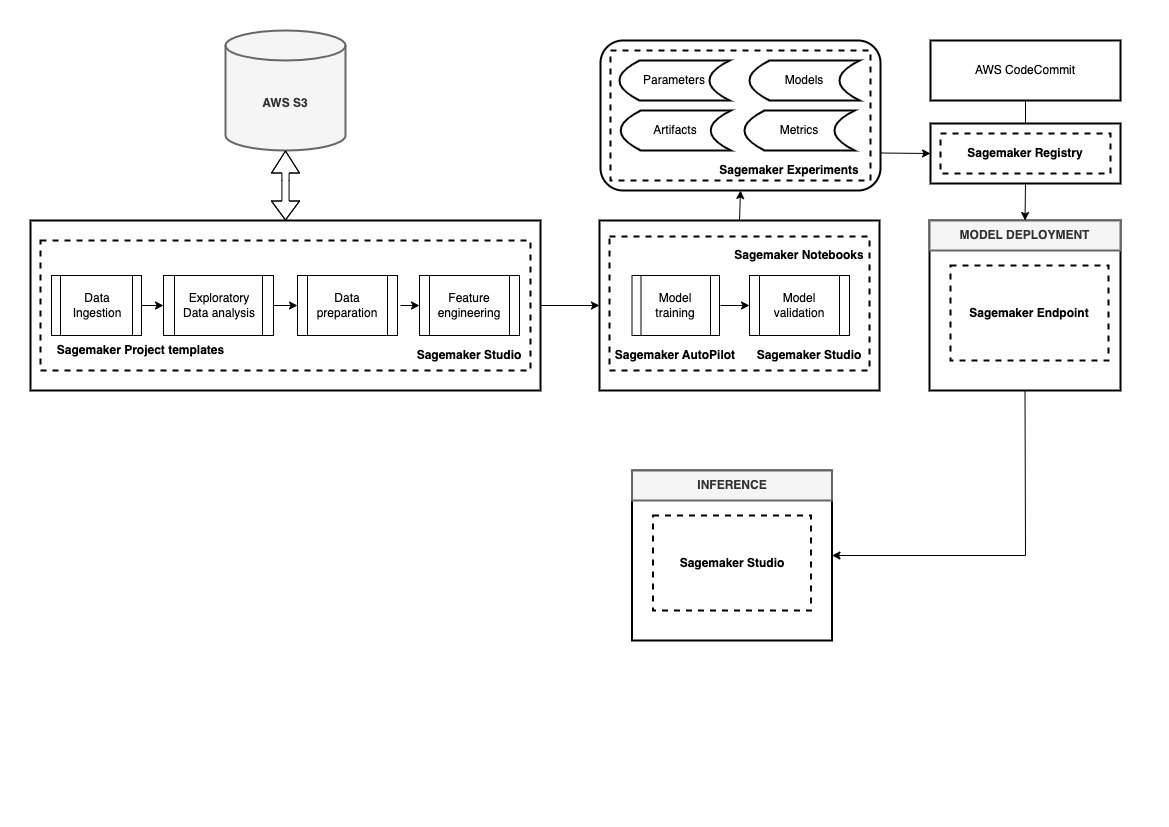 AWS S3
Parameters
Models
Artifacts
Metrics
Sagemaker Experiments
AWS CodeCommit
Sagemaker Registry
Data
Ingestion
Exploratory
Data analysis
Data
preparation
Feature
engineering
Sagemaker Project templates
Sagemaker Studio
Sagemaker Notebooks
Model
training
Model
validation
Sagemaker AutoPilot
Sagemaker Studio
MODEL DEPLOYMENT
Sagemaker Endpoint
INFERENCE
Sagemaker Studio